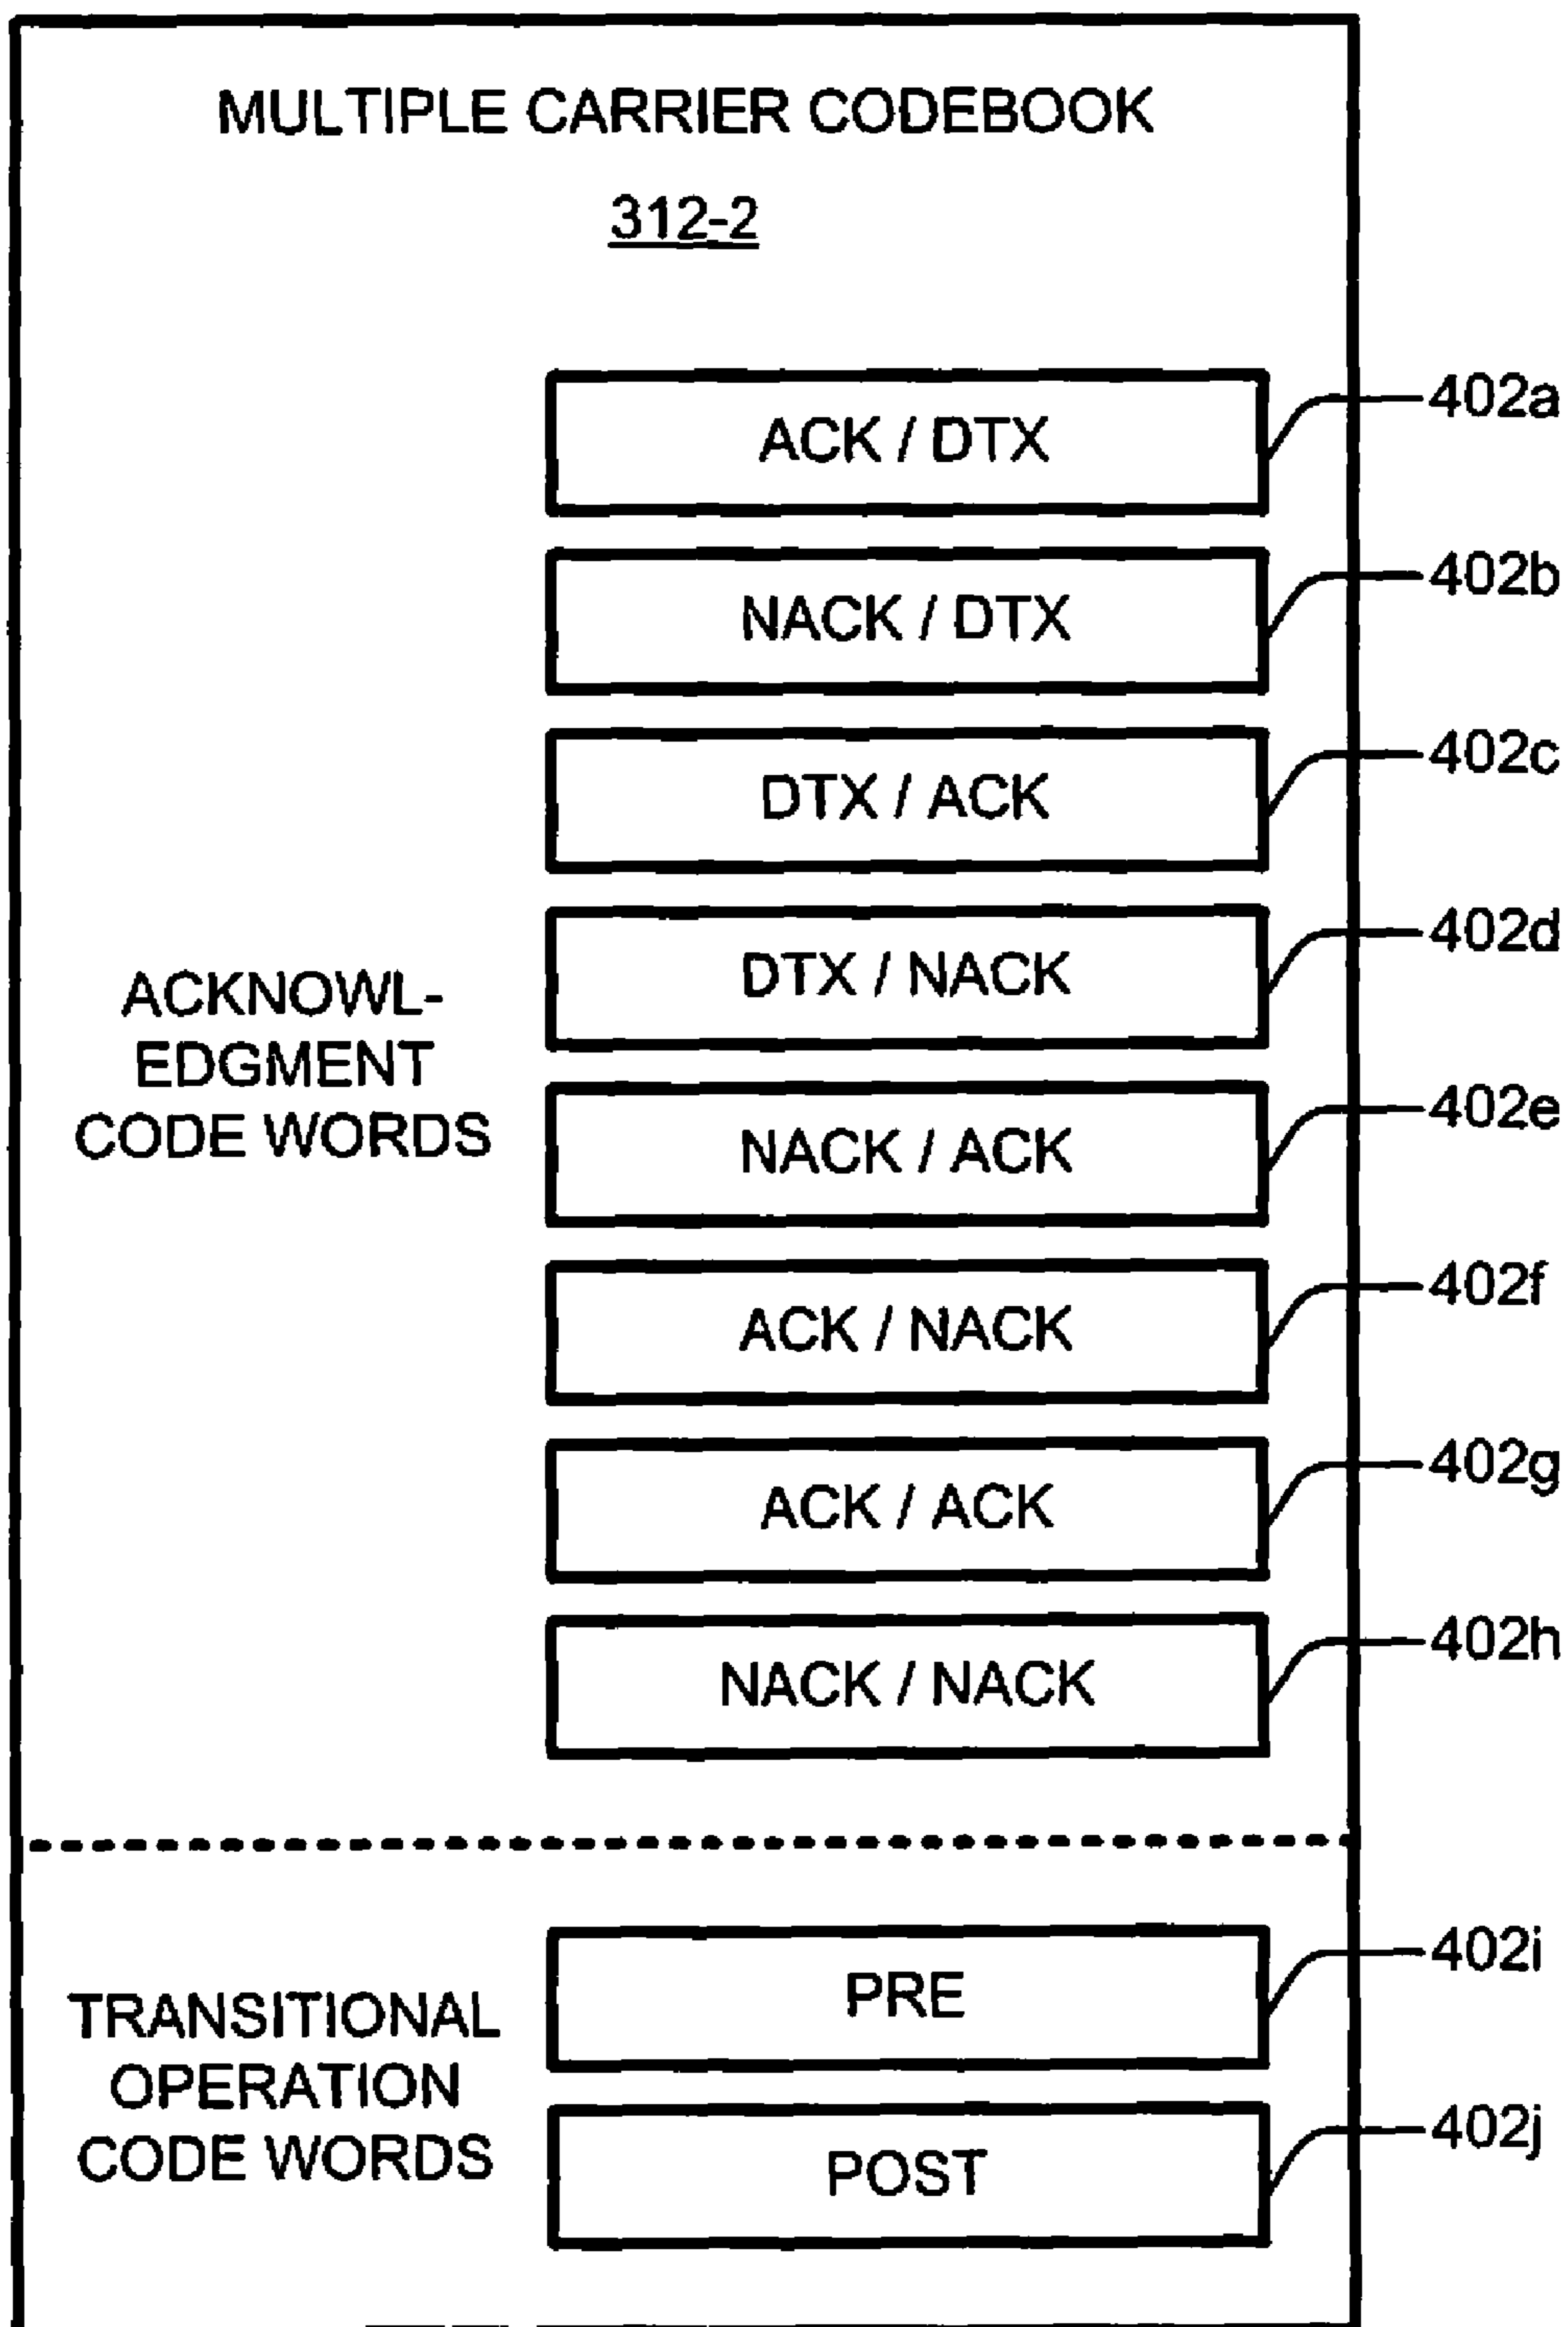 MULTIPLE CARRIER CODEBOOK
312-2
ACK / DTX
402a
NACK / DTX
402b
DTX / ACK
402c
DTX / NACK
402d
ACKNOWL-
EDGMENT
CODE WORDS
NACK / ACK
402e
ACK / NACK
402f
ACK / ACK
402g
NACK / NACK
402h
TRANSITIONAL
OPERATION
CODE WORDS
PRE
402i
POST
402j